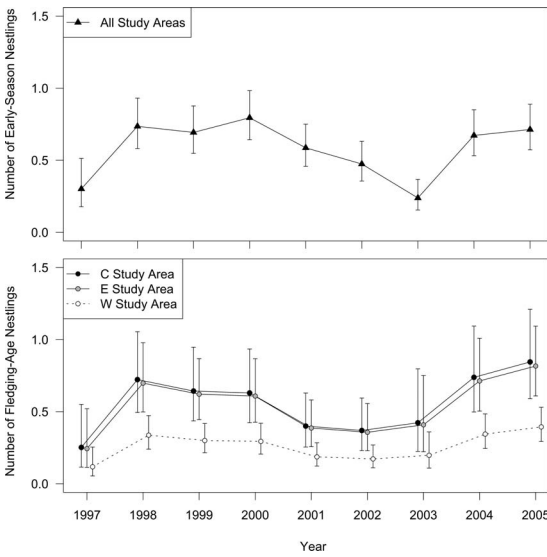 Number of Early-Season Nestlings
1.5
1.0
0.5
0.0
All Study Areas
Number of Fledging-Age Nestlings
1.5
1.0
0.5
0.0
C Study Area
E Study Area
W Study Area
1997 1998 1999 2000 2001 2002 2003 2004 2005
Year